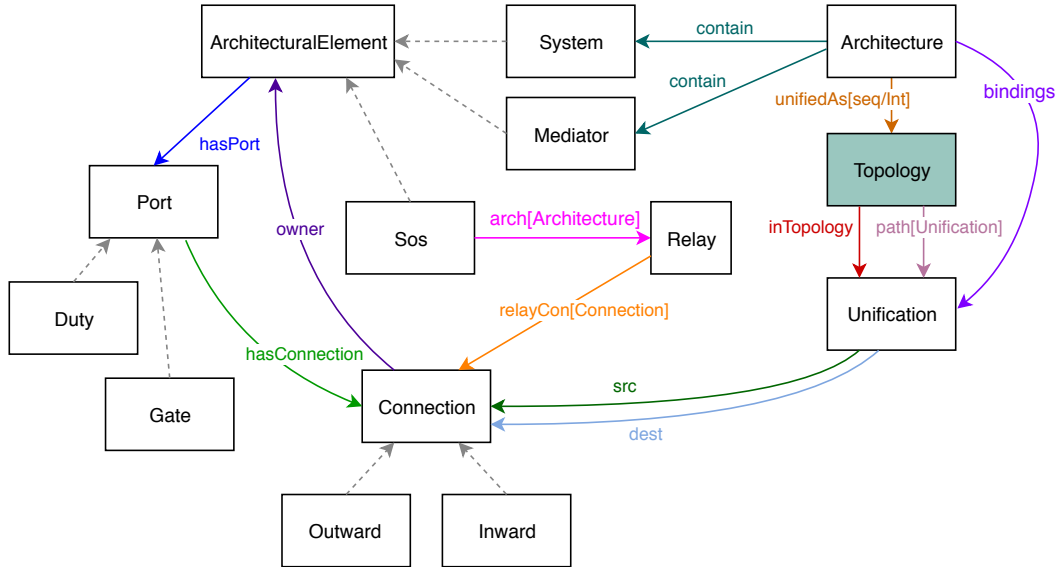 ArchitecturalElement
System
contain
Architecture
contain
unifiedAs[seq/Int]
bindings
Mediator
hasPort
Topology
Port
owner
Sos
arch[Architecture]
Relay
inTopology
path[Unification]
Duty
relayCon[Connection]
Unification
hasConnection
Gate
Connection
src
dest
Outward
Inward